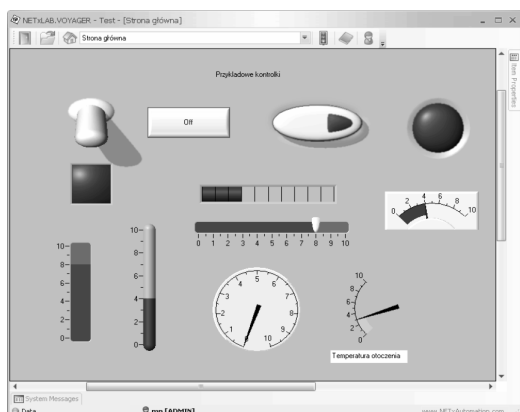 NETxLAB.VOYAGER - Test - [Strona główna]
Strona główna
Item Properties
Przykładowe kontrolki
Off
0 2 4 6 8 10
0 1 2 3 4 5 6 7 8 9 10
10
8
6
4
2
0
10
8
6
4
2
0
0 1 2 3 4 5 6 7 8 9 10
10
8
6
4
2
0
Temperatura otoczenia
System Messages
Data
[ADMIN]
www.NETxAutomation.com